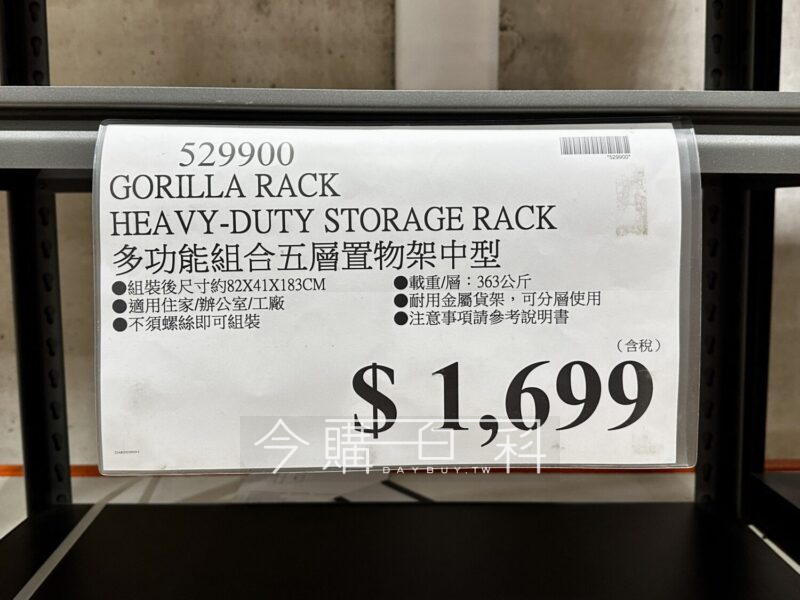 529900
*529900*
GORILLA RACK
HEAVY-DUTY STORAGE RACK
多功能組合五層置物架中型
●組裝後尺寸約82X41X183CM
●適用住家/辦公室/工廠
●不須螺絲即可組裝
●載重/層：363公斤
●耐用金屬貨架，可分層使用
●注意事項請參考說明書
（含稅）
$ 1,699
今購百科
DAYBUY.TW